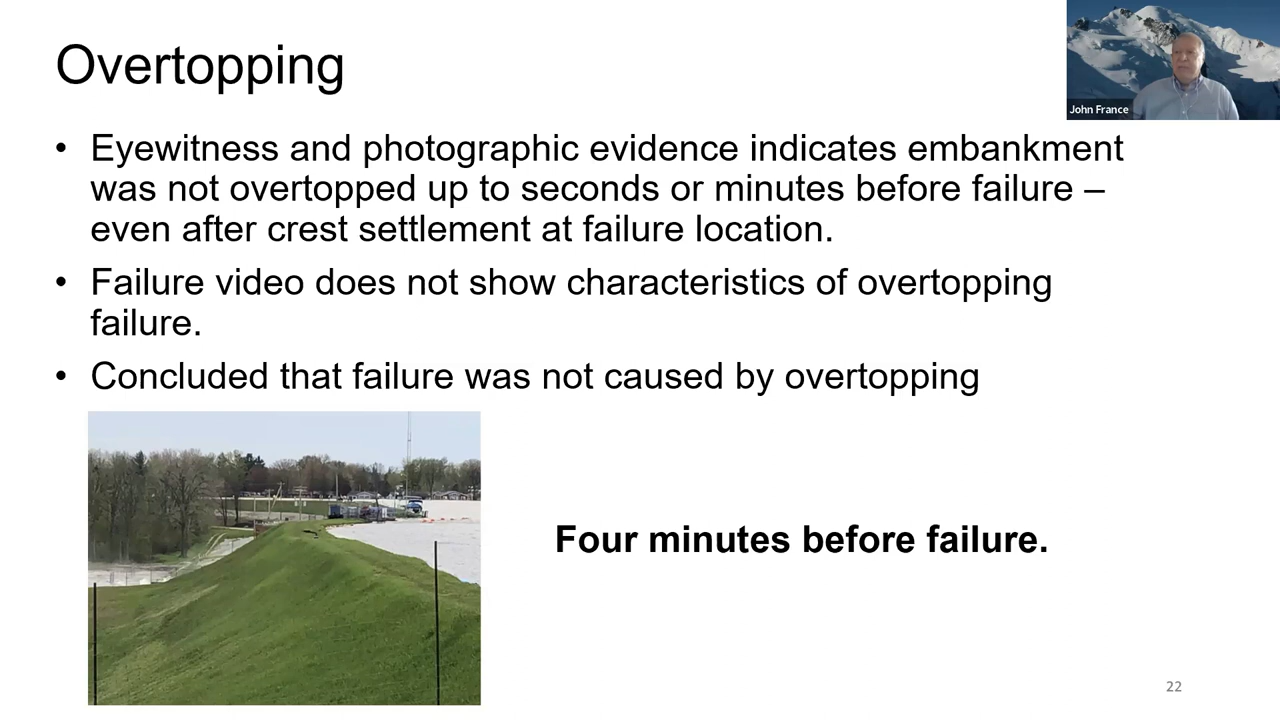 Overtopping
John France
• Eyewitness and photographic evidence indicates embankment
was not overtopped up to seconds or minutes before failure –
even after crest settlement at failure location.
• Failure video does not show characteristics of overtopping
failure.
• Concluded that failure was not caused by overtopping
Four minutes before failure.
22